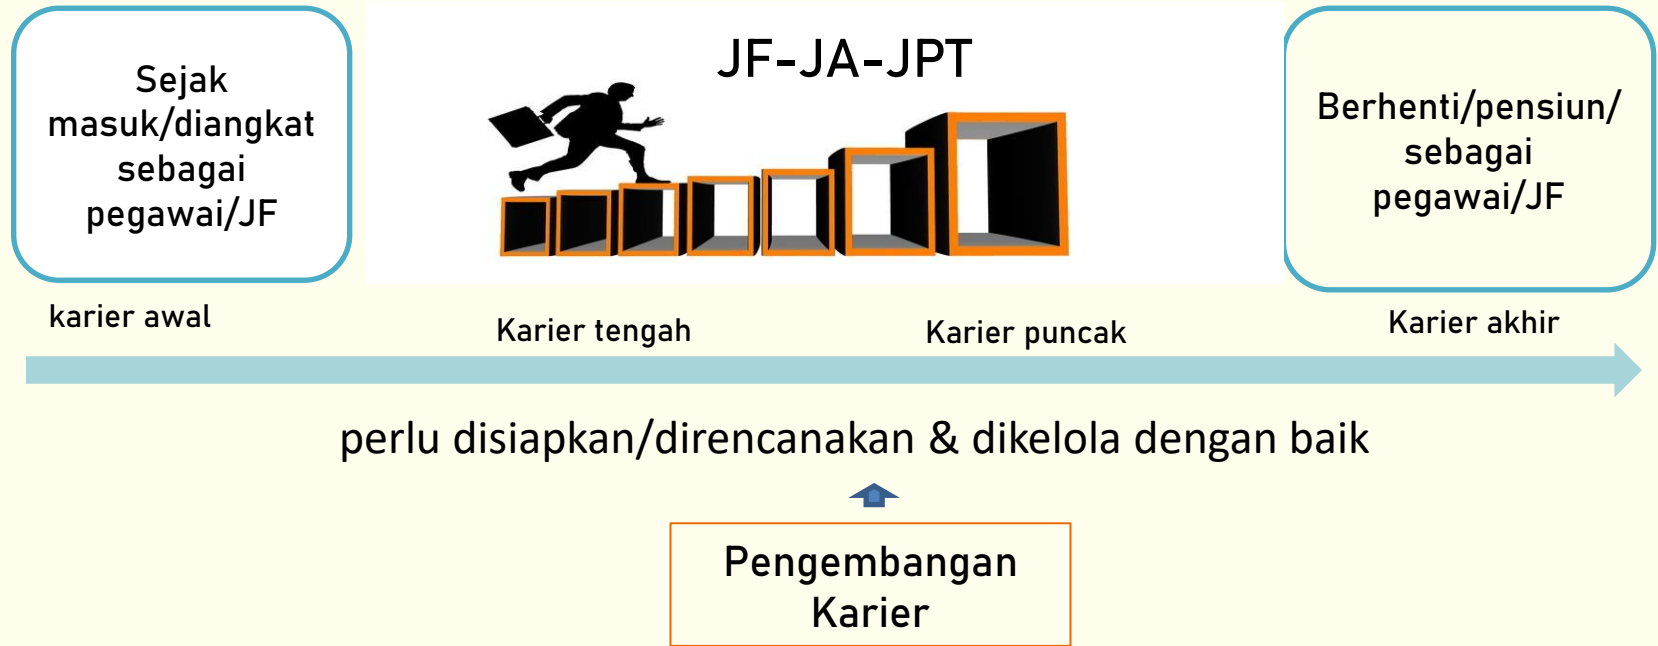 Sejak
masuk/diangkat
sebagai
pegawai/JF
JF-JA-JPT
Berhenti/pensiun/
sebagai
pegawai/JF
karier awal
Karier tengah
Karier puncak
Karier akhir
perlu disiapkan/direncanakan & dikelola dengan baik
Pengembangan
Karier